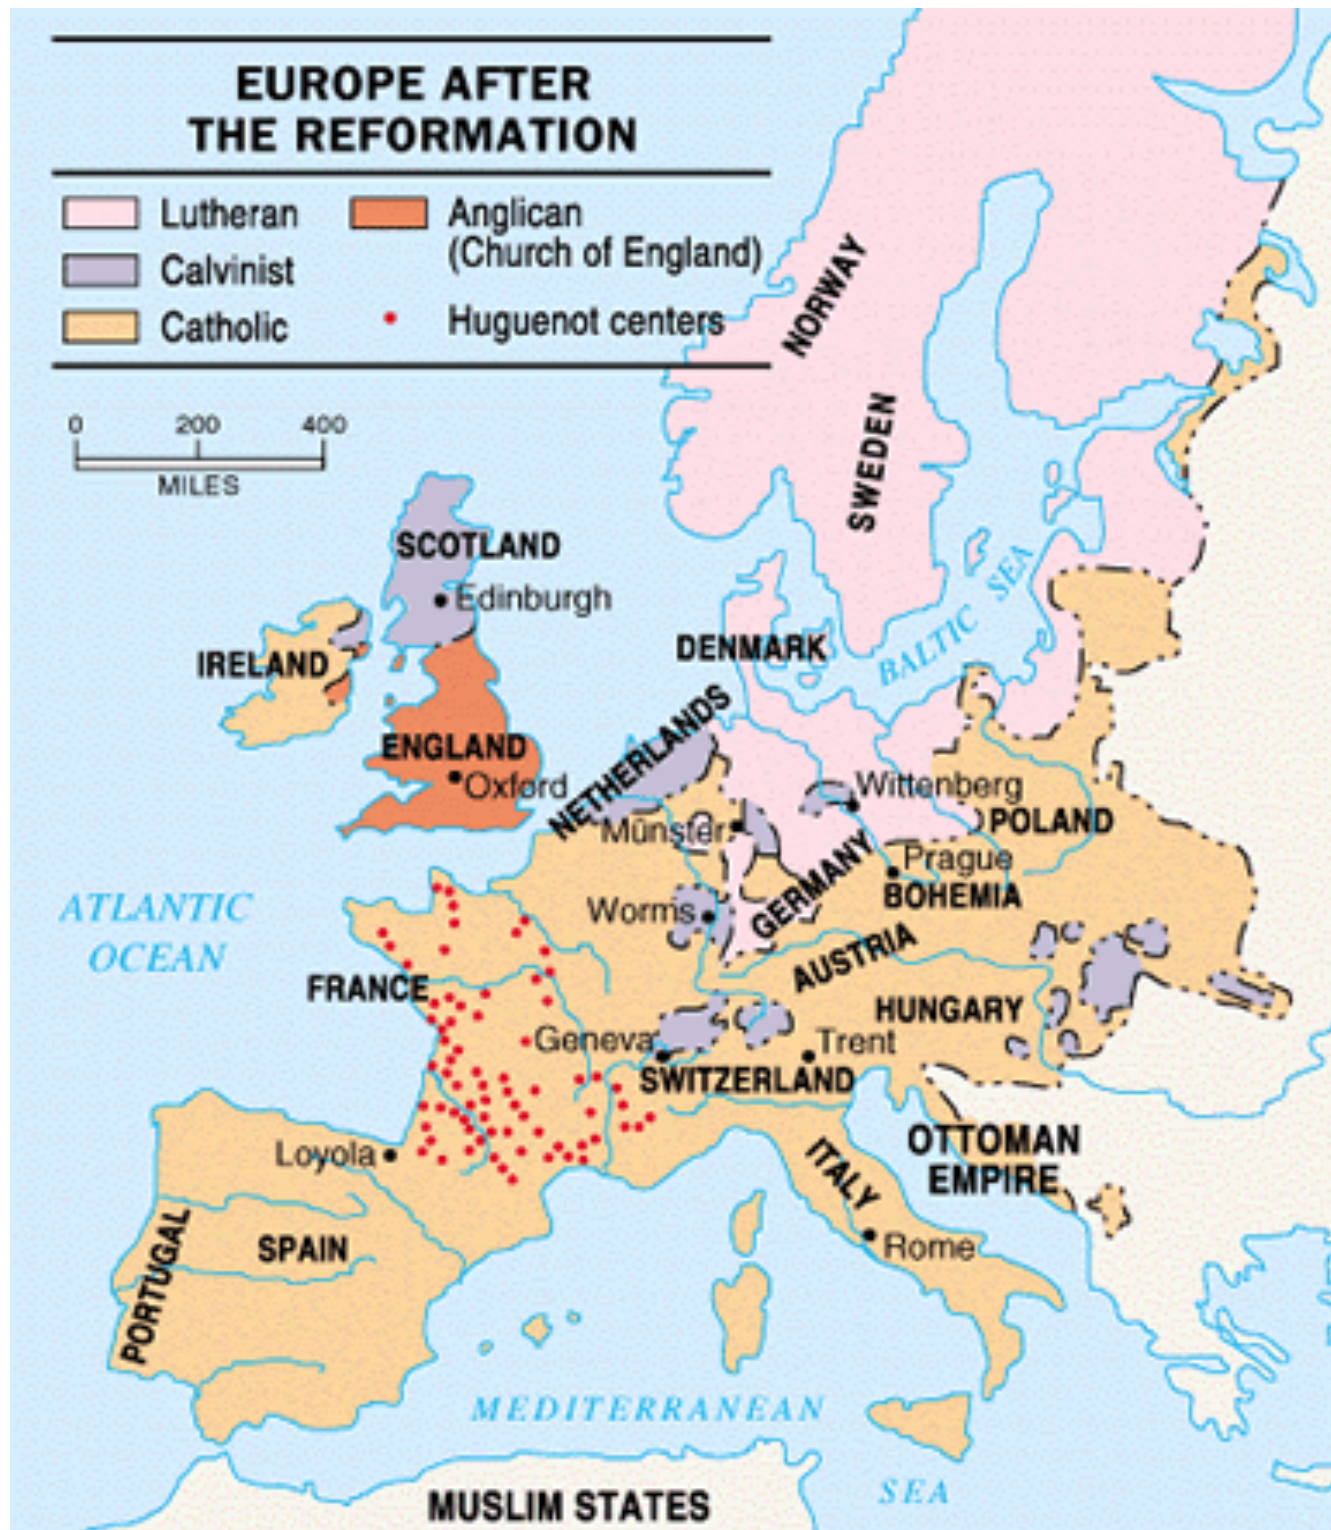 EUROPE AFTER
THE REFORMATION
Lutheran
Calvinist
Catholic
Anglican
(Church of England)
Huguenot centers
0 200 400
MILES
NORWAY
SWEDEN
SCOTLAND
Edinburgh
IRELAND
DENMARK
BALTIC SEA
ENGLAND
Oxford
NETHERLANDS
Münster
Wittenberg
POLAND
GERMANY
Prague
BOHEMIA
Worms
ATLANTIC
OCEAN
FRANCE
AUSTRIA
HUNGARY
Geneva
Trent
SWITZERLAND
Loyola
ITALY
OTTOMAN
EMPIRE
PORTUGAL
SPAIN
Rome
MEDITERRANEAN
SEA
MUSLIM STATES